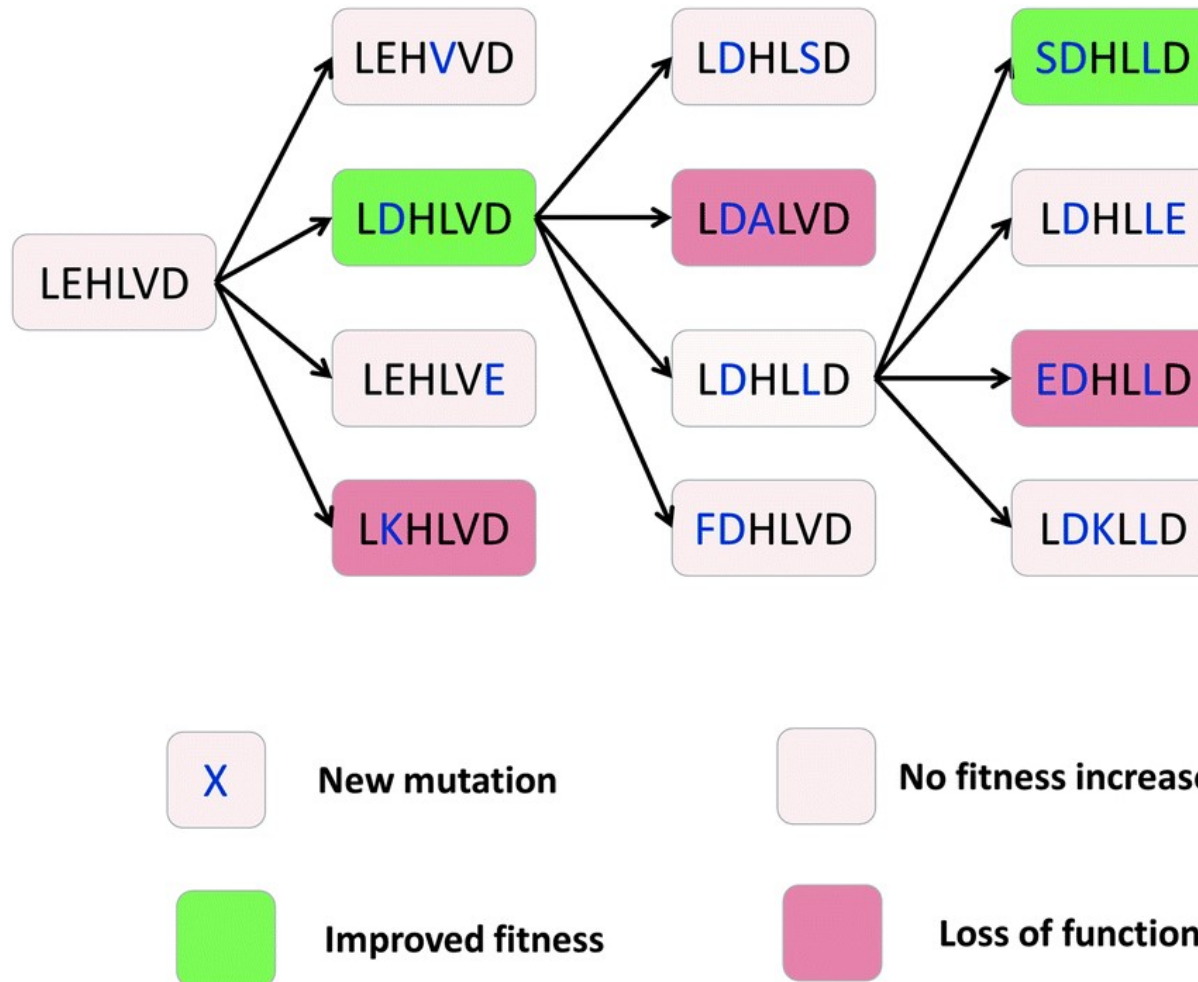 LEHLVD
LEHVVD
LDHLVD
LEHLVE
LKHLVD
LDHLSD
LDALVD
LDHLLD
FDHLVD
SDHLLD
LDHLLE
EDHLLD
LDKLLD
X New mutation
No fitness increase
Improved fitness
Loss of function